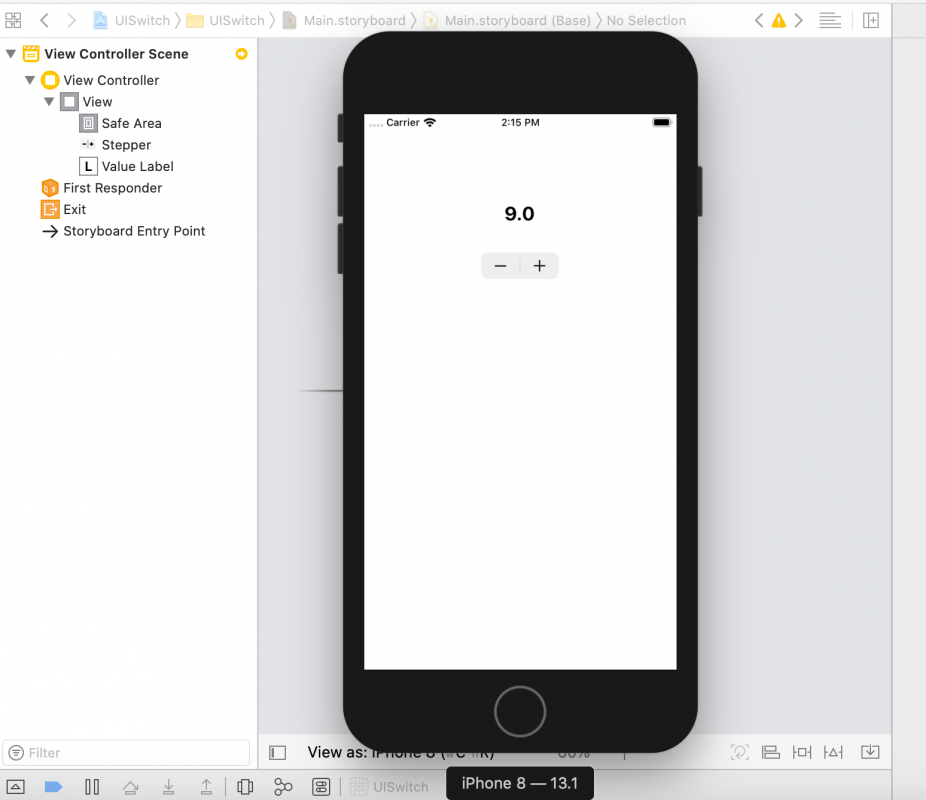 UISwitch UISwitch Main.storyboard Main.storyboard (Base) No Selection
View Controller Scene
View Controller
View
Safe Area
Stepper
L Value Label
First Responder
Exit
Storyboard Entry Point
Carrier 2:15 PM
9.0
− +
Filter
View as: iPhone 8 (wC hR)
UISwitch
iPhone 8 — 13.1